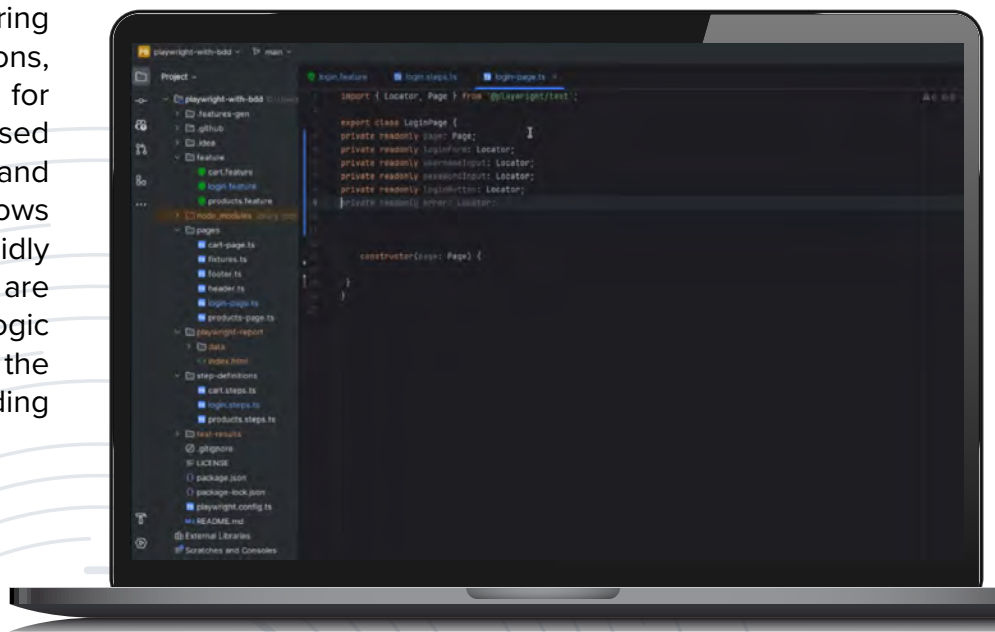 ring
ons,
for
sed
and
ows
idly
are
ogic
the
ding
playwright-with-bdd
main
Project
login.feature
login.steps.ts
login-page.ts
playwright-with-bdd
.features-gen
.github
.idea
feature
cart.feature
login.feature
products.feature
node_modules library root
pages
cart-page.ts
fixtures.ts
footer.ts
header.ts
login-page.ts
products-page.ts
playwright-report
data
index.html
step-definitions
cart.steps.ts
login.steps.ts
products.steps.ts
test-results
.gitignore
LICENSE
package.json
package-lock.json
playwright.config.ts
README.md
External Libraries
Scratches and Consoles
import { Locator, Page } from '@playwright/test';
export class LoginPage {
private readonly page: Page;
private readonly loginForm: Locator;
private readonly usernameInput: Locator;
private readonly passwordInput: Locator;
private readonly loginButton: Locator;
private readonly error: Locator;
constructor(page: Page) {
}
}